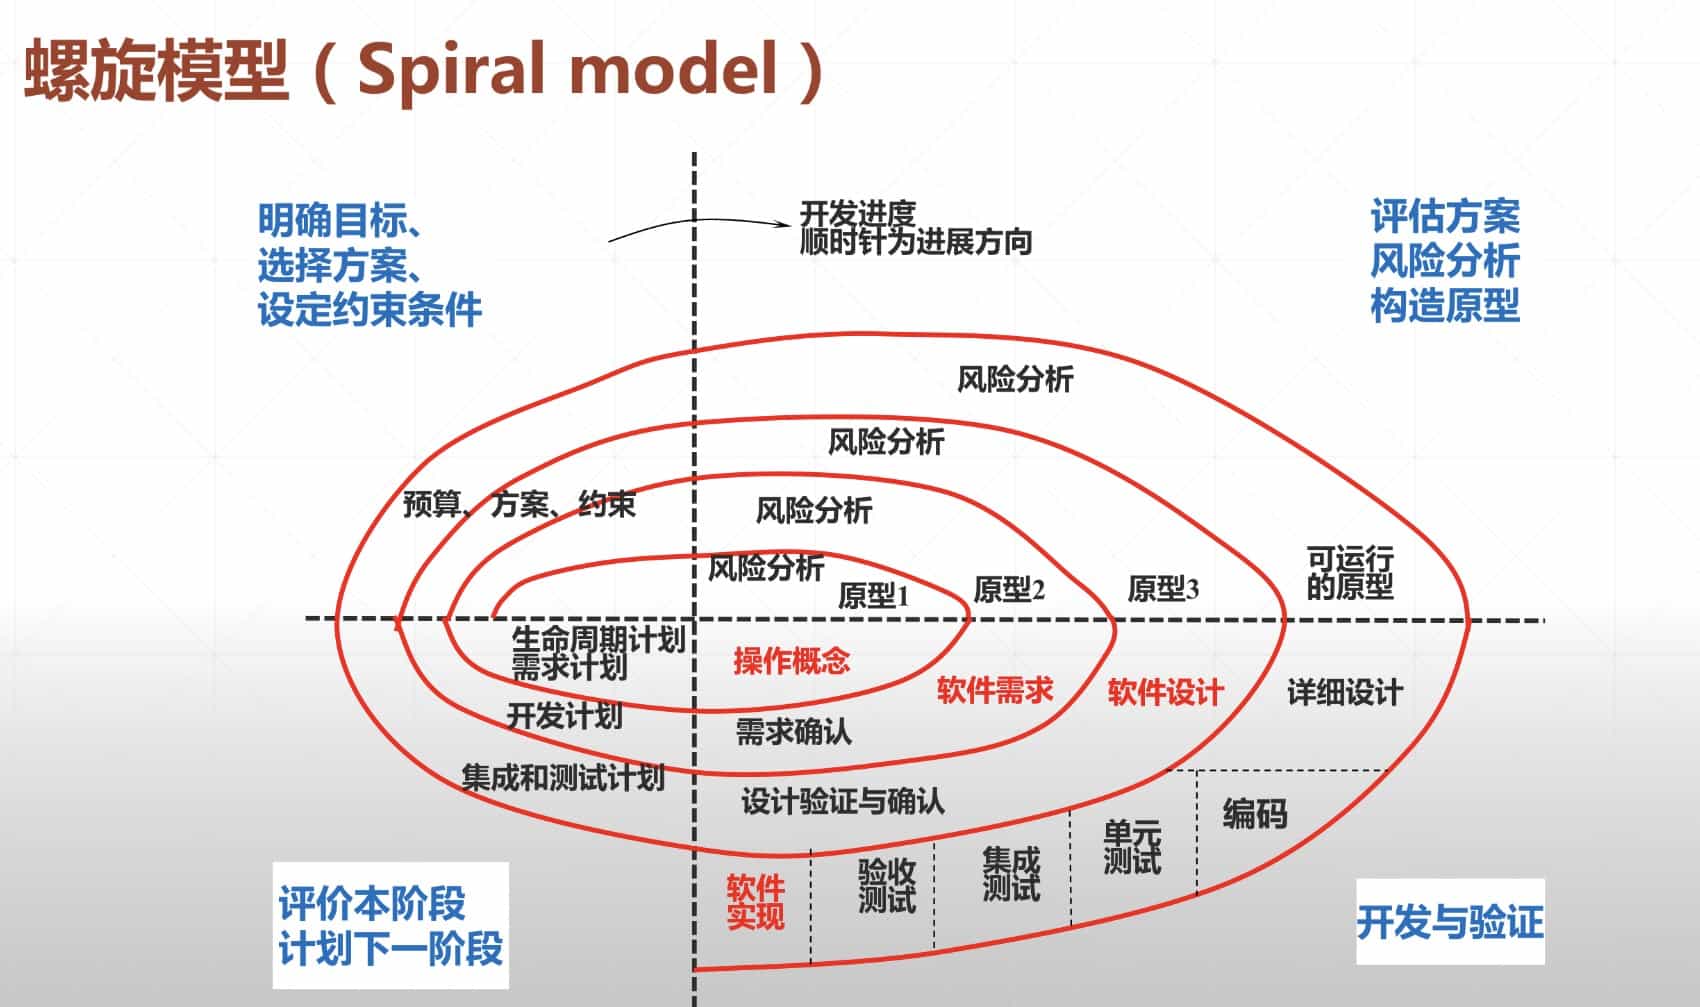 螺旋模型（Spiral model）
明确目标、
选择方案、
设定约束条件
开发进度
顺时针为进展方向
评估方案
风险分析
构造原型
风险分析
风险分析
预算、方案、约束
风险分析
风险分析
原型1
原型2
原型3
可运行
的原型
生命周期计划
需求计划
操作概念
软件需求
软件设计
详细设计
开发计划
需求确认
集成和测试计划
设计验证与确认
软件
实现
验收
测试
集成
测试
单元
测试
编码
评价本阶段
计划下一阶段
开发与验证